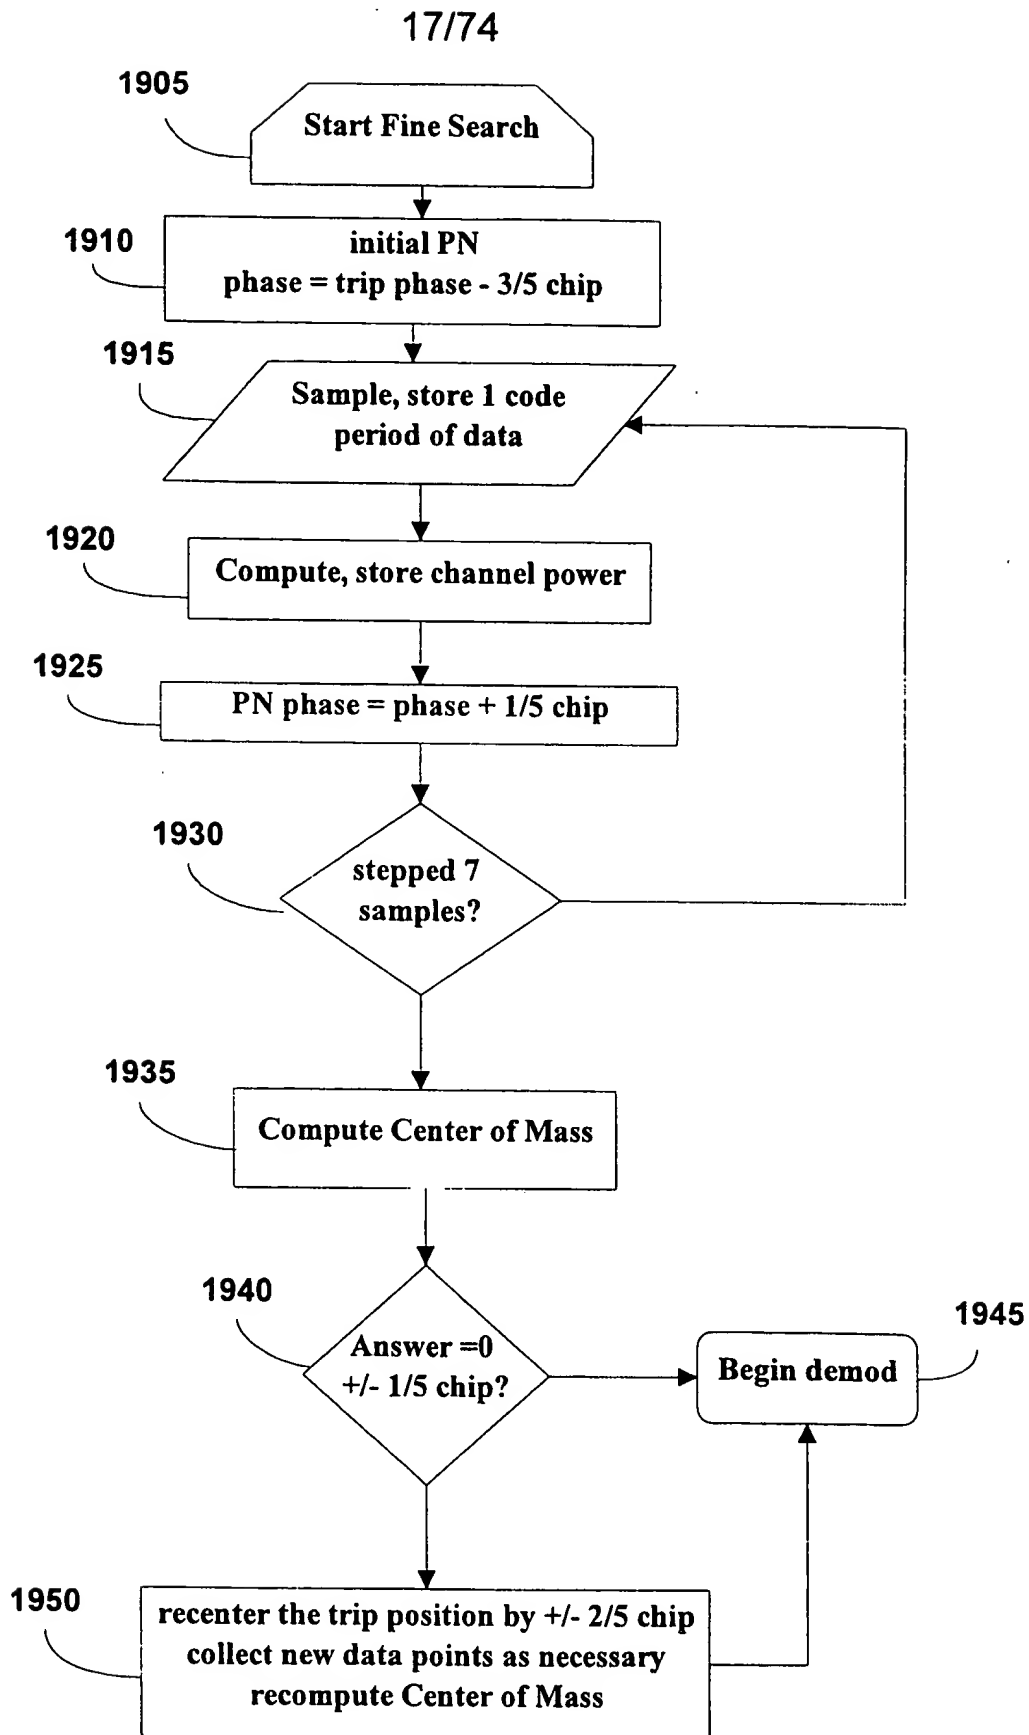 17/74
1905
Start Fine Search
1910
initial PN
phase = trip phase - 3/5 chip
1915
Sample, store 1 code
period of data
1920
Compute, store channel power
1925
PN phase = phase + 1/5 chip
1930
stepped 7
samples?
1935
Compute Center of Mass
1940
Answer =0
+/- 1/5 chip?
1945
Begin demod
1950
recenter the trip position by +/- 2/5 chip
collect new data points as necessary
recompute Center of Mass